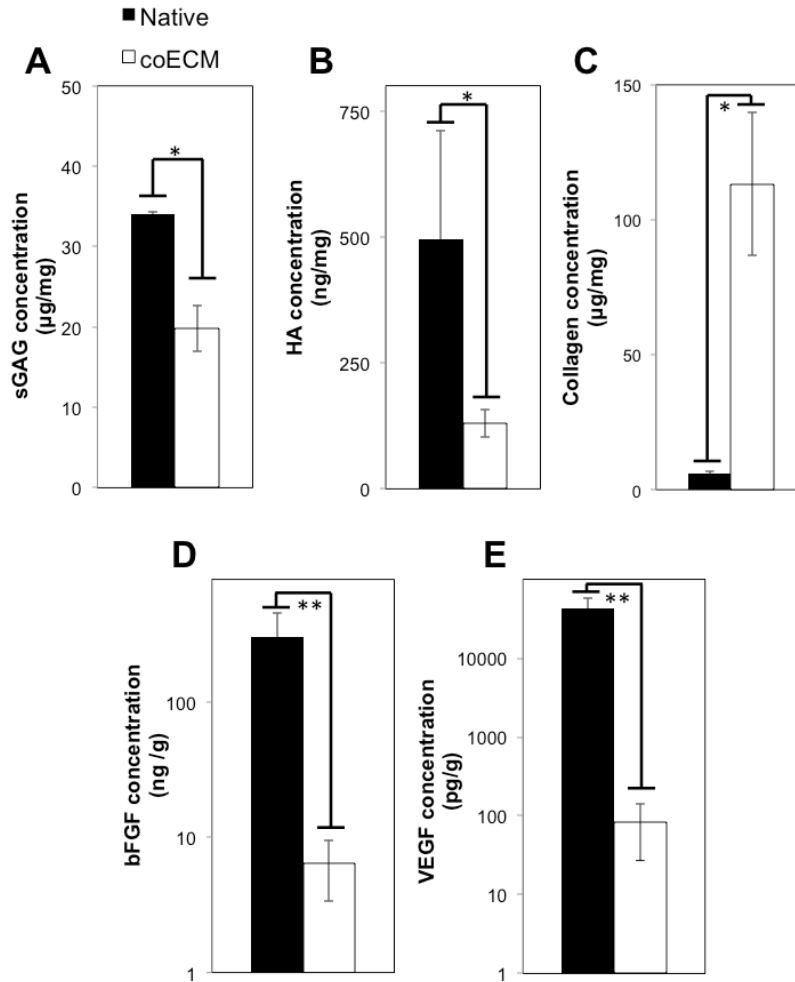 Native
coECM
A
B
C
50
40
30
20
10
0
sGAG concentration
(µg/mg)
*
750
500
250
0
HA concentration
(ng/mg)
*
150
100
50
0
Collagen concentration
(µg/mg)
*
D
E
100
10
1
bFGF concentration
(ng /g)
**
10000
1000
100
10
1
VEGF concentration
(pg/g)
**